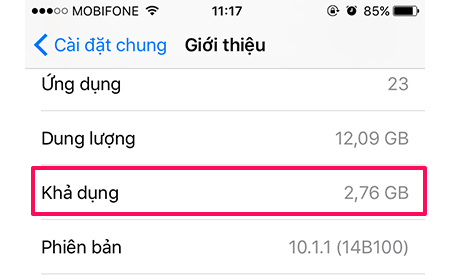 MOBIFONE 11:17 85%
Cài đặt chung Giới thiệu
Ứng dụng 23
Dung lượng 12,09 GB
Khả dụng 2,76 GB
Phiên bản 10.1.1 (14B100)